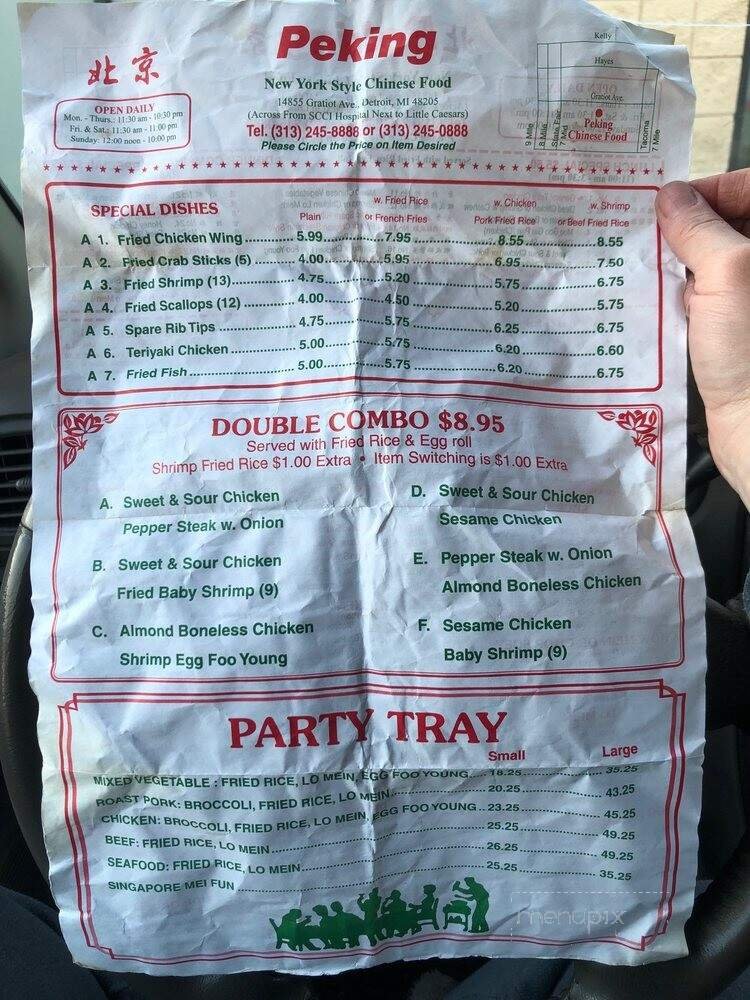 北京
Peking
New York Style Chinese Food
14855 Gratiot Ave., Detroit, MI 48205
(Across From SCCI Hospital Next to Little Caesars)
Tel. (313) 245-8888 or (313) 245-0888
Please Circle the Price on Item Desired
OPEN DAILY
Mon. - Thurs.: 11:30 am - 10:30 pm
Fri. & Sat.: 11:30 am - 11:00 pm
Sunday: 12:00 noon - 10:00 pm
Kelly
Hayes
Gratiot Ave.
9 Mile
8 Mile
State Fair
7 Mile
Peking
Chinese Food
Tacoma
7 Mile
SPECIAL DISHES
w. Fried Rice w. Chicken w. Shrimp
Plain or French Fries Pork Fried Rice or Beef Fried Rice
A 1. Fried Chicken Wing 5.99 7.95 8.55 8.55
A 2. Fried Crab Sticks (5) 4.00 5.95 6.95 7.50
A 3. Fried Shrimp (13) 4.75 5.20 5.75 6.75
A 4. Fried Scallops (12) 4.00 4.50 5.20 5.75
A 5. Spare Rib Tips 4.75 5.75 6.25 6.75
A 6. Teriyaki Chicken 5.00 5.75 6.20 6.60
A 7. Fried Fish 5.00 5.75 6.20 6.75
DOUBLE COMBO $8.95
Served with Fried Rice & Egg roll
Shrimp Fried Rice $1.00 Extra • Item Switching is $1.00 Extra
A. Sweet & Sour Chicken
Pepper Steak w. Onion
B. Sweet & Sour Chicken
Fried Baby Shrimp (9)
C. Almond Boneless Chicken
Shrimp Egg Foo Young
D. Sweet & Sour Chicken
Sesame Chicken
E. Pepper Steak w. Onion
Almond Boneless Chicken
F. Sesame Chicken
Baby Shrimp (9)
PARTY TRAY
Small Large
MIXED VEGETABLE : FRIED RICE, LO MEIN, EGG FOO YOUNG 18.25 35.25
ROAST PORK: BROCCOLI, FRIED RICE, LO MEIN 20.25 43.25
CHICKEN: BROCCOLI, FRIED RICE, LO MEIN, EGG FOO YOUNG 23.25 45.25
BEEF: FRIED RICE, LO MEIN 25.25 49.25
SEAFOOD: FRIED RICE, LO MEIN 26.25 49.25
SINGAPORE MEI FUN 25.25 35.25
menupix